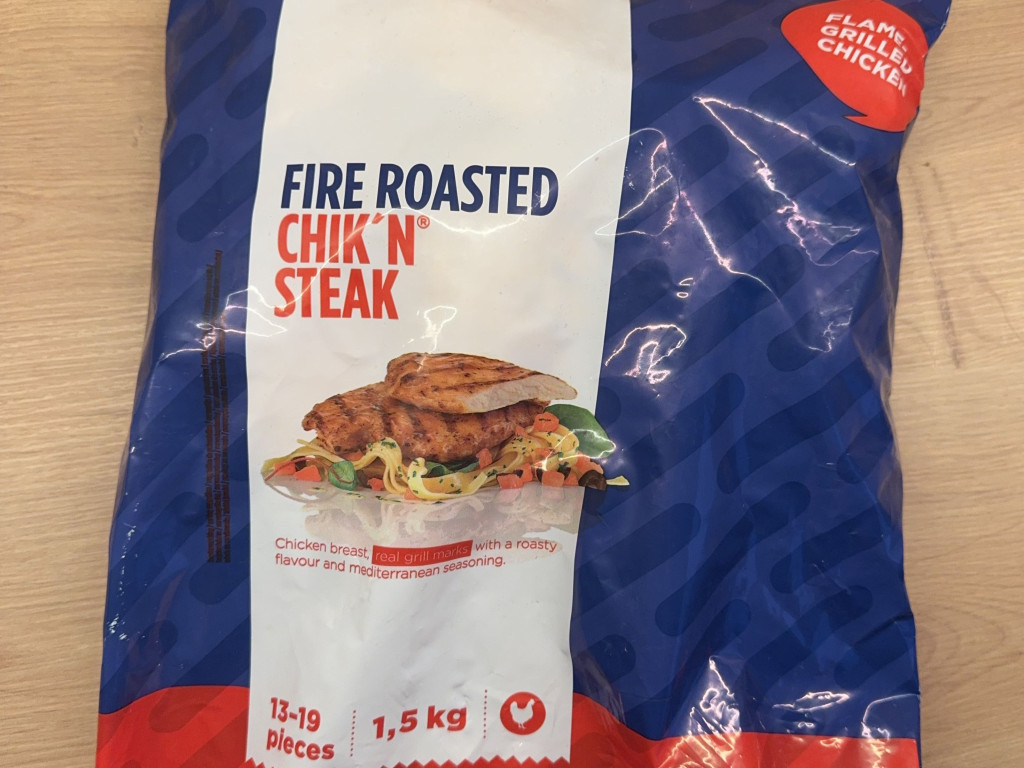 FLAME-
GRILLED
CHICKEN
FIRE ROASTED
CHIK´N®
STEAK
Chicken breast, real grill marks with a roasty
flavour and mediterranean seasoning.
13-19
pieces
1,5 kg